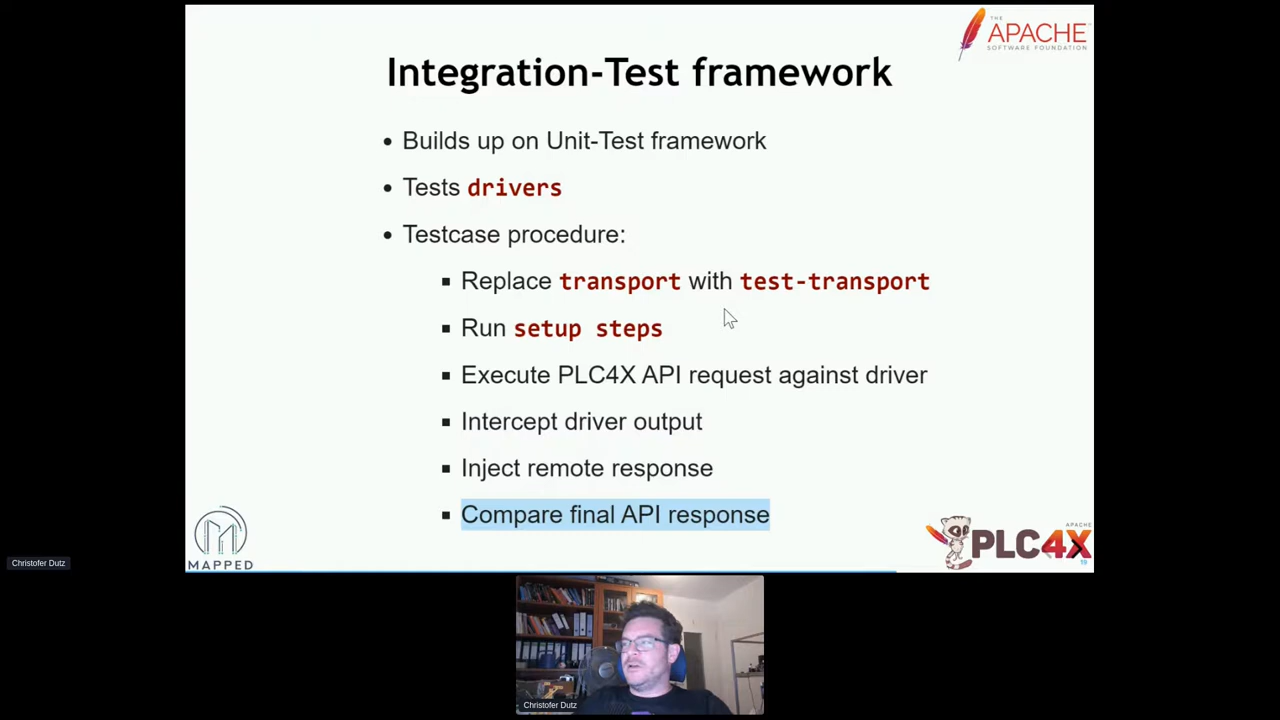 THE
APACHE
SOFTWARE FOUNDATION
Integration-Test framework
• Builds up on Unit-Test framework
• Tests drivers
• Testcase procedure:
▪ Replace transport with test-transport
▪ Run setup steps
▪ Execute PLC4X API request against driver
▪ Intercept driver output
▪ Inject remote response
▪ Compare final API response
MAPPED
APACHE
PLC4X
19
Christofer Dutz
Christofer Dutz